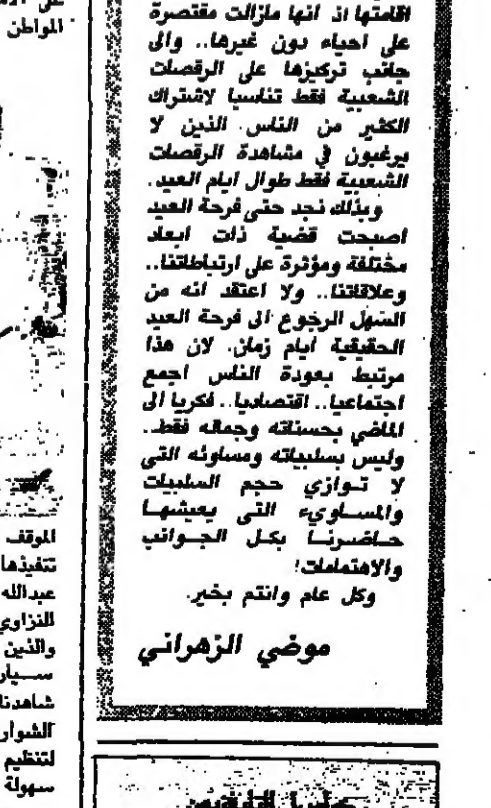 اقامتها اذ انها مازالت مقتصرة
على احياء دون غيرها.. والى
جانب تركيزها على الرقصات
الشعبية فقط تناسبا لاشتراك
الكثير من الناس الذين لا
يرغبون في مشاهدة الرقصات
الشعبية فقط طوال ايام العيد.
وبذلك نجد حتى فرحة العيد
اصبحت قضية ذات ابعاد
مختلفة ومؤثرة على ارتباطاتنا..
وعلاقاتنا.. ولا اعتقد انه من
السهل الرجوع الى فرحة العيد
الحقيقية ايام زمان. لان هذا
مرتبط بعودة الناس اجمع
اجتماعيا.. اقتصاديا.. فكريا الى
الماضي بحسناته وجماله فقط..
وليس بسلبياته ومساوئه التى
لا توازي حجم السلبيات
والمساويء التى يعيشها
حاضرنا بكل الجوانب
والاهتمامات!
وكل عام وانتم بخير.
موضي الزهراني
المواطن
الموقف
تنفيذها
عبدالله
النزاوي
والذين
سيار
شاهدنا
الشوار
لتنظيم
سهولة